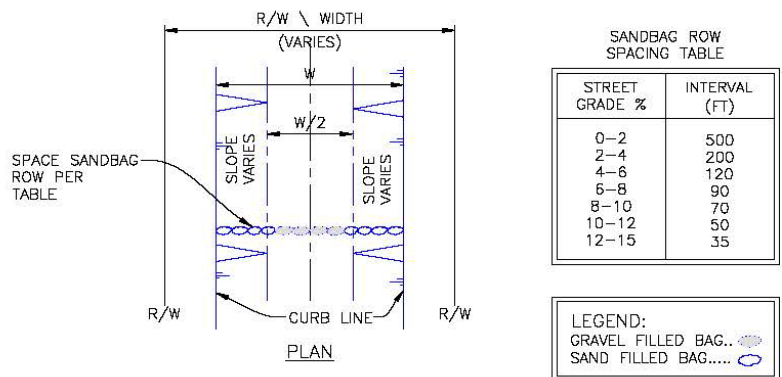 R/W \ WIDTH
(VARIES)
W
W/2
SLOPE
VARIES
SLOPE
VARIES
SPACE SANDBAG
ROW PER
TABLE
R/W
CURB LINE
R/W
PLAN
SANDBAG ROW
SPACING TABLE
STREET GRADE % INTERVAL (FT)
0-2 500
2-4 200
4-6 120
6-8 90
8-10 70
10-12 50
12-15 35
LEGEND:
GRAVEL FILLED BAG..
SAND FILLED BAG.....